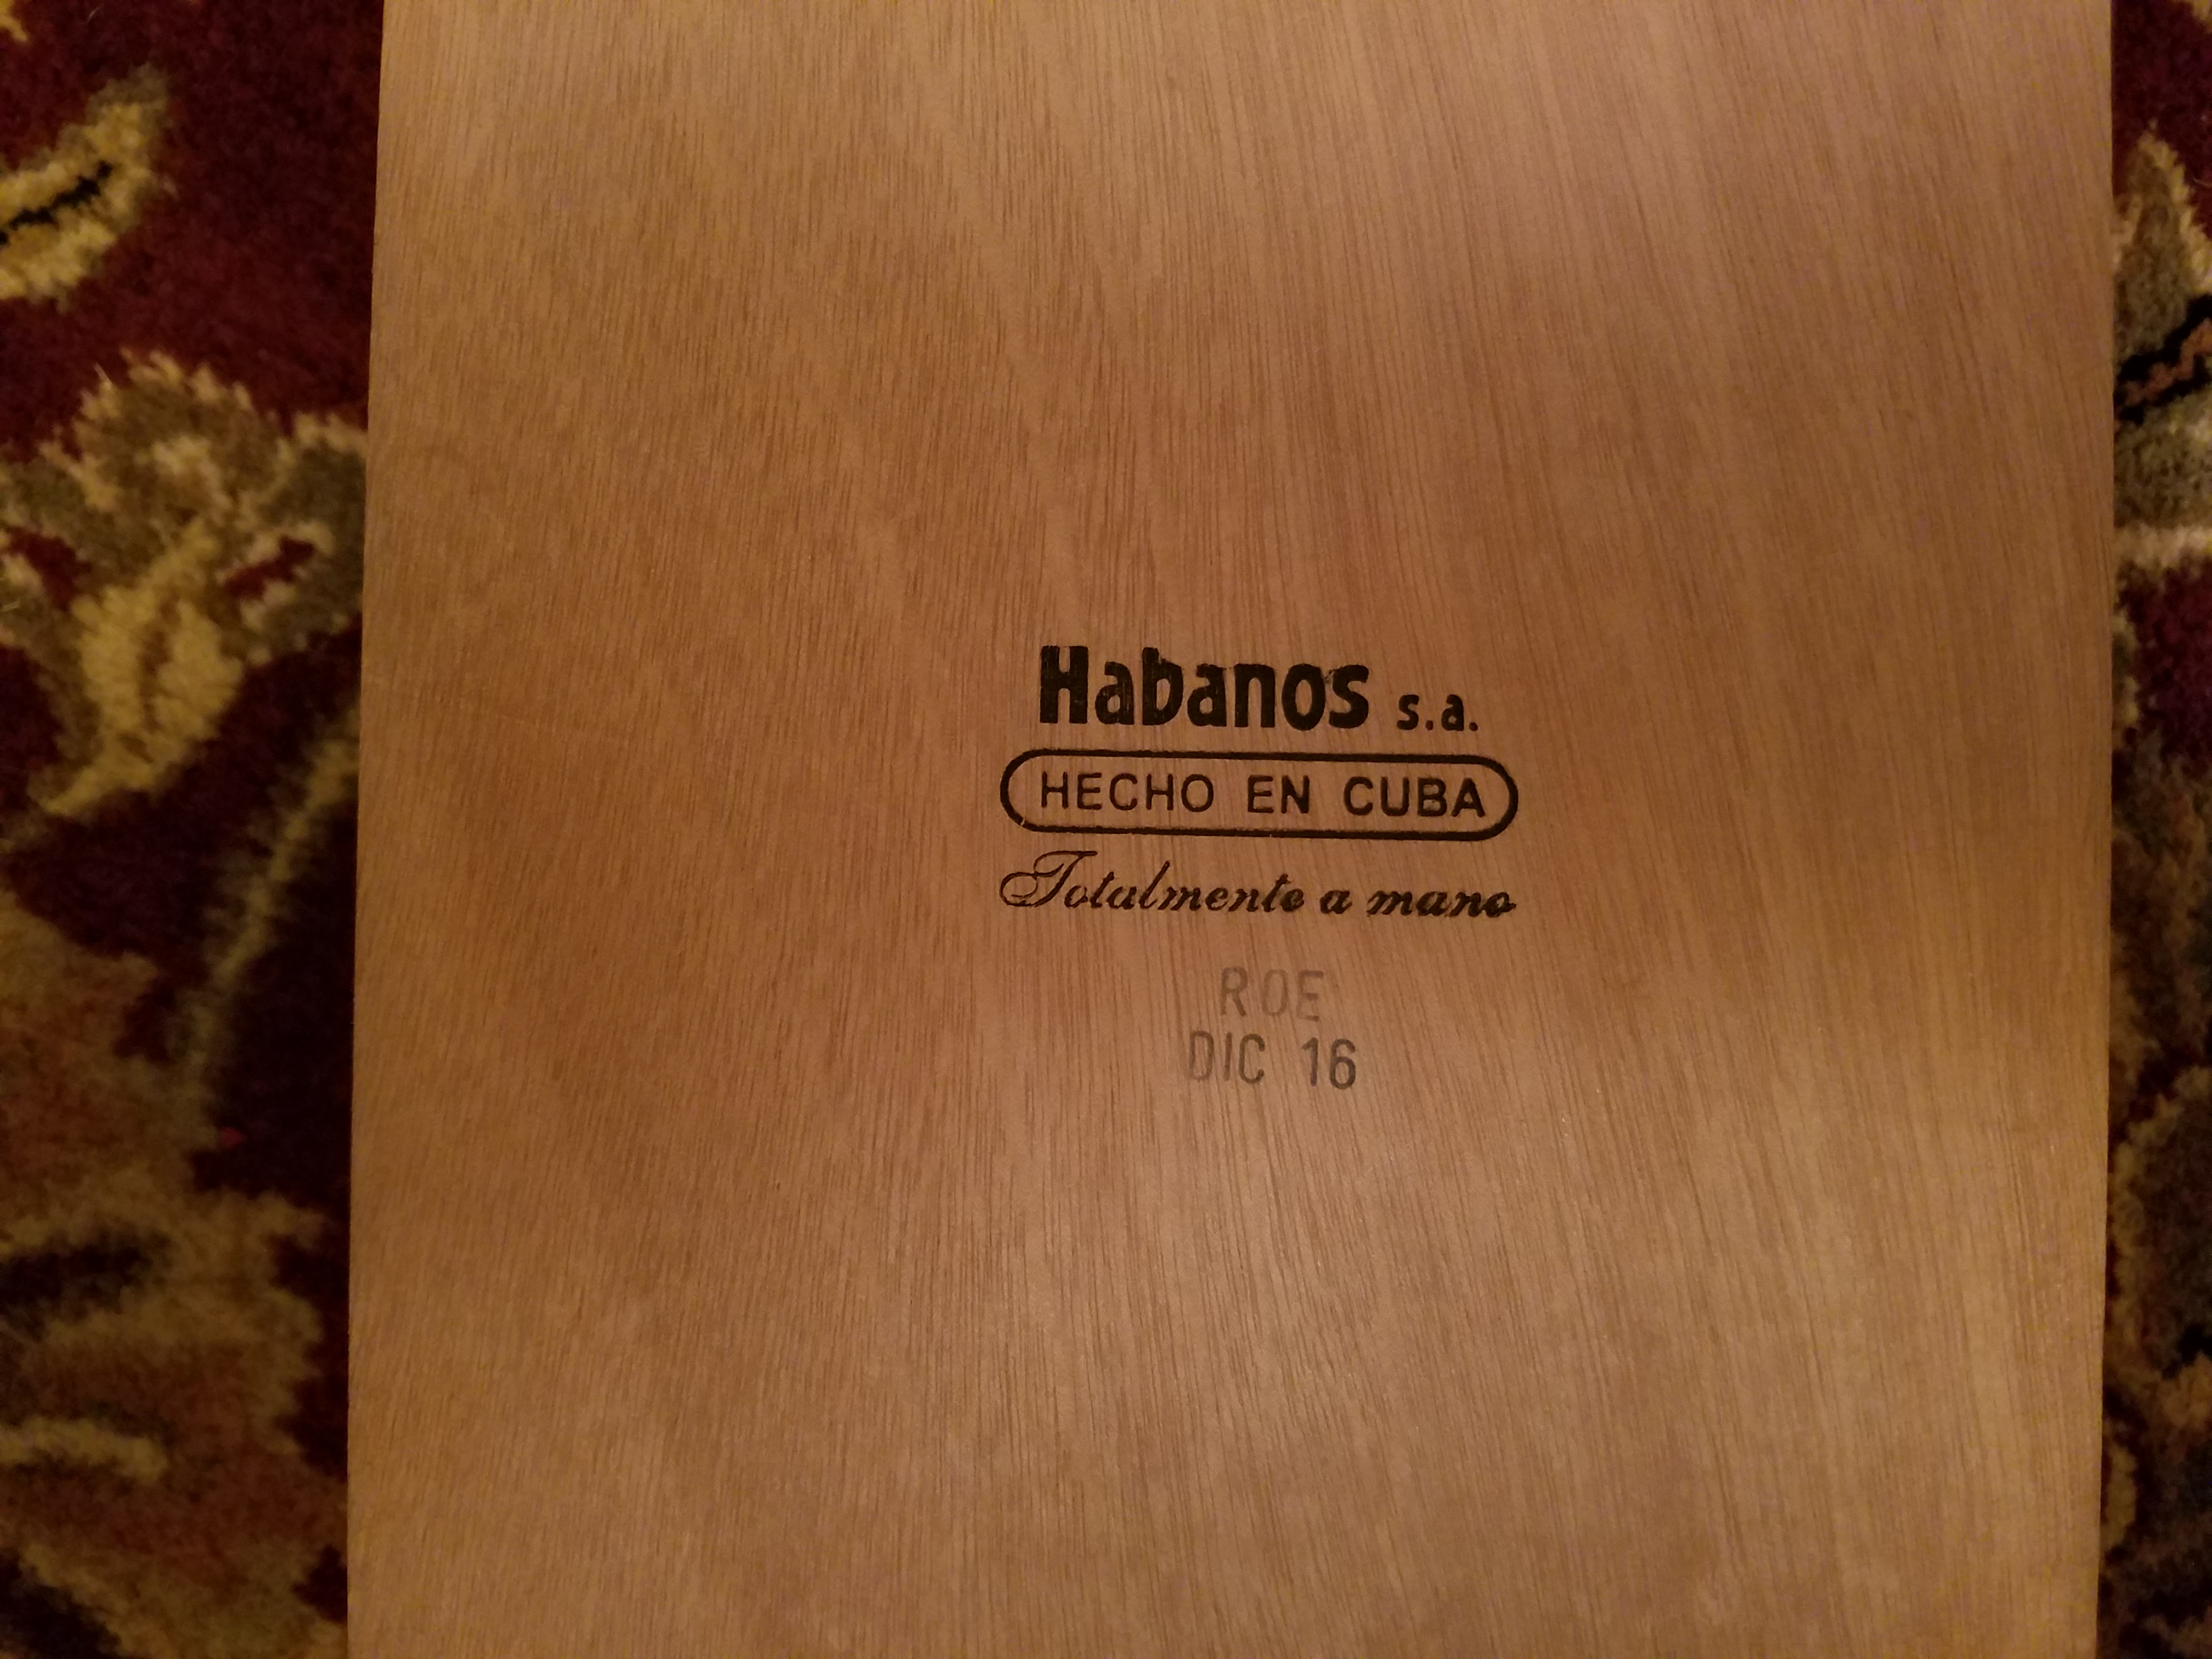 Habanos s.a.
HECHO EN CUBA
Totalmente a mano
ROE
DIC 16